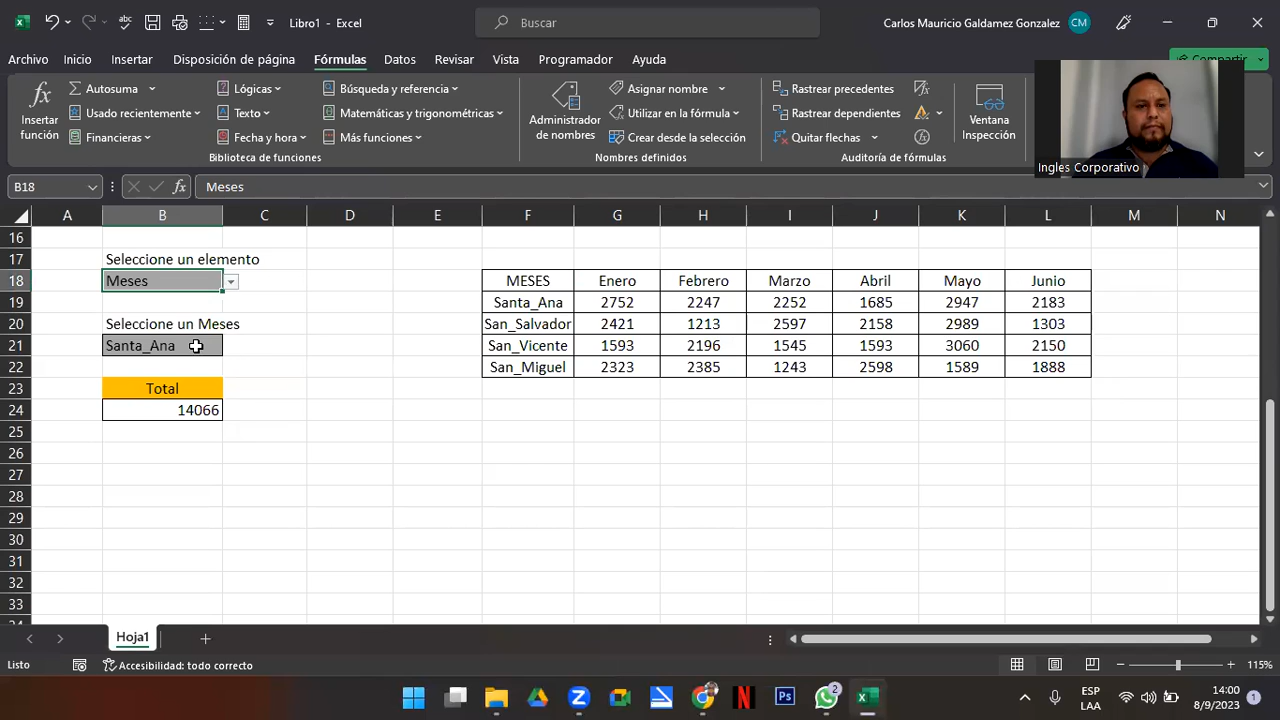 Libro1 - Excel
Buscar
Carlos Mauricio Galdamez Gonzalez
CM
Archivo Inicio Insertar Disposición de página Fórmulas Datos Revisar Vista Programador Ayuda
Compartir
Insertar función
Autosuma
Usado recientemente
Financieras
Lógicas
Texto
Fecha y hora
Búsqueda y referencia
Matemáticas y trigonométricas
Más funciones
Biblioteca de funciones
Administrador de nombres
Asignar nombre
Utilizar en la fórmula
Crear desde la selección
Nombres definidos
Rastrear precedentes
Rastrear dependientes
Quitar flechas
Auditoría de fórmulas
Ventana Inspección
Ingles Corporativo
B18
fx
Meses
A B C D E F G H I J K L M N
16
17 Seleccione un elemento
18 Meses MESES Enero Febrero Marzo Abril Mayo Junio
19 Santa_Ana 2752 2247 2252 1685 2947 2183
20 Seleccione un Meses San_Salvador 2421 1213 2597 2158 2989 1303
21 Santa_Ana San_Vicente 1593 2196 1545 1593 3060 2150
22 San_Miguel 2323 2385 1243 2598 1589 1888
23 Total
24 14066
25
26
27
28
29
30
31
32
33
Hoja1
Listo
Accesibilidad: todo correcto
115%
Ps
2
ESP
LAA
14:00
8/9/2023
1